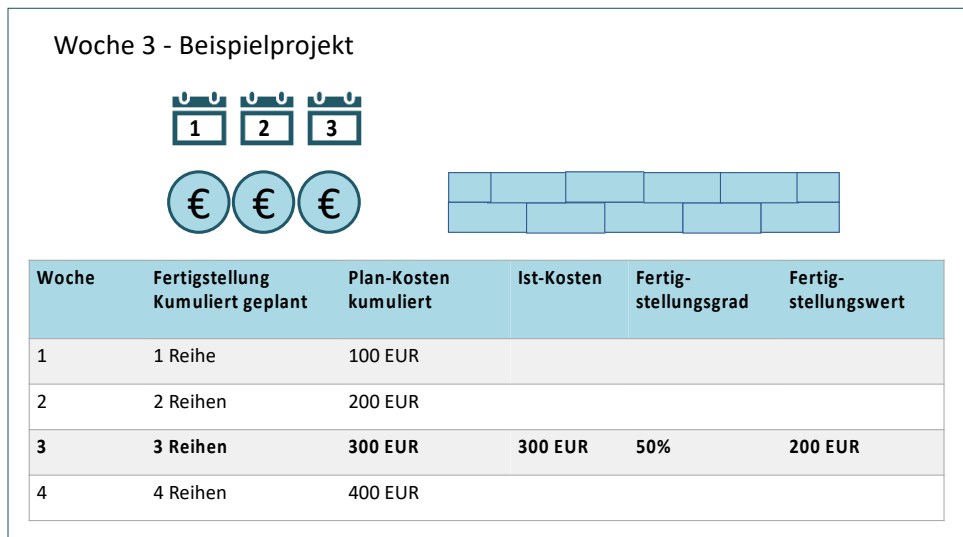 Woche 3 - Beispielprojekt
1 2 3
€ € €
Woche Fertigstellung Plan-Kosten Ist-Kosten Fertig- Fertig-
Kumuliert geplant kumuliert stellungsgrad stellungswert
1 1 Reihe 100 EUR
2 2 Reihen 200 EUR
3 3 Reihen 300 EUR 300 EUR 50% 200 EUR
4 4 Reihen 400 EUR